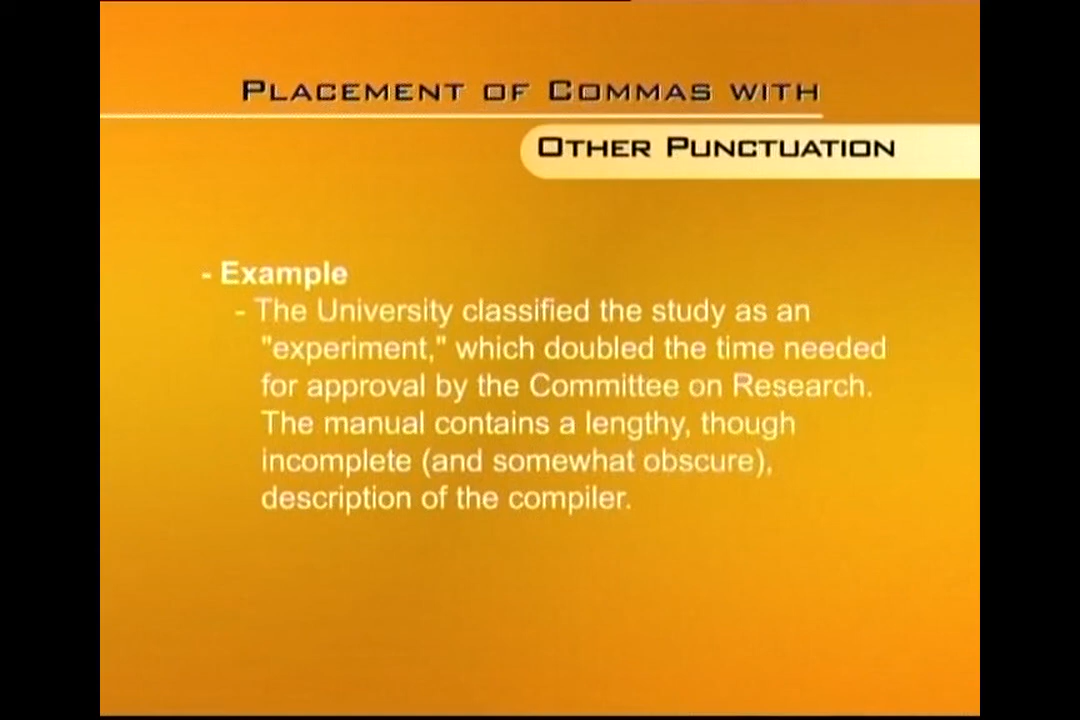 PLACEMENT OF COMMAS WITH
OTHER PUNCTUATION
- Example
- The University classified the study as an
"experiment," which doubled the time needed
for approval by the Committee on Research.
The manual contains a lengthy, though
incomplete (and somewhat obscure),
description of the compiler.